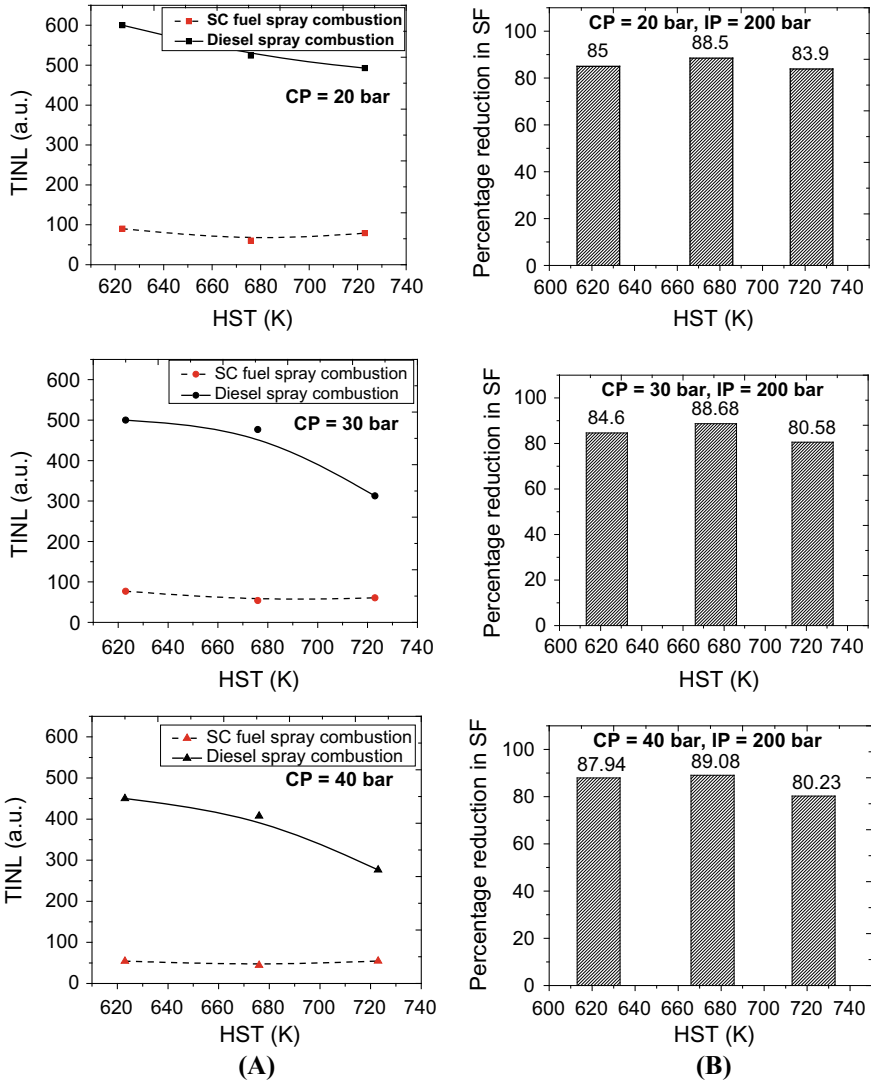 SC fuel spray combustion
Diesel spray combustion
CP = 20 bar
TINL (a.u.)
600
500
400
300
200
100
0
620 640 660 680 700 720 740
HST (K)
CP = 20 bar, IP = 200 bar
85 88.5 83.9
Percentage reduction in SF
100
80
60
40
20
0
600 620 640 660 680 700 720 740
HST (K)
SC fuel spray combustion
Diesel spray combustion
CP = 30 bar
TINL (a.u.)
600
500
400
300
200
100
0
620 640 660 680 700 720 740
HST (K)
CP = 30 bar, IP = 200 bar
84.6 88.68 80.58
Percentage reduction in SF
100
80
60
40
20
0
600 620 640 660 680 700 720 740
HST (K)
SC fuel spray combustion
Diesel spray combustion
CP = 40 bar
TINL (a.u.)
600
500
400
300
200
100
0
620 640 660 680 700 720 740
HST (K)
(A)
CP = 40 bar, IP = 200 bar
87.94 89.08 80.23
Percentage reduction in SF
100
80
60
40
20
0
600 620 640 660 680 700 720 740
HST (K)
(B)